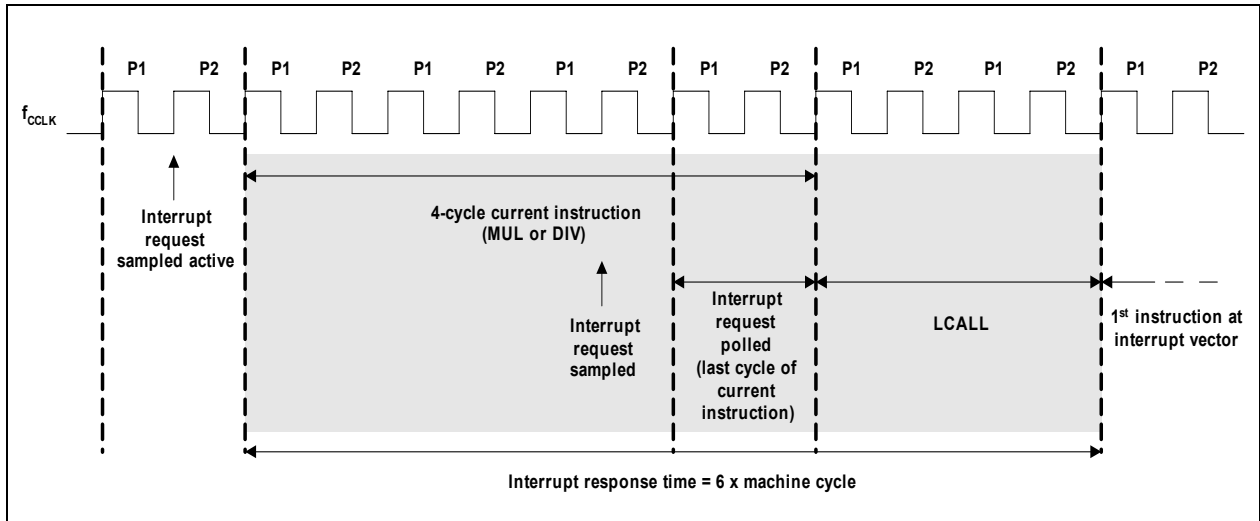 P1 P2 P1 P2 P1 P2 P1 P2 P1 P2 P1 P2 P1 P2 P1 P2
fCCLK
Interrupt
request
sampled active
4-cycle current instruction
(MUL or DIV)
Interrupt
request
sampled
Interrupt
request
polled
(last cycle of
current
instruction)
LCALL
1st instruction at
interrupt vector
Interrupt response time = 6 x machine cycle